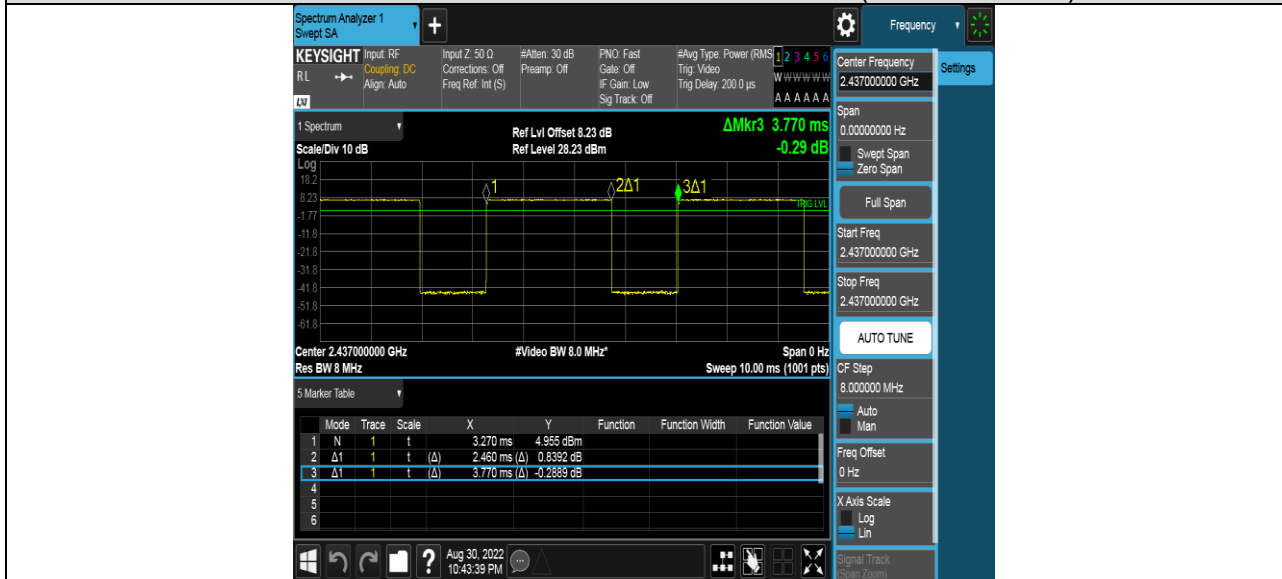 Spectrum Analyzer 1
Swept SA
+
Frequency
KEYSIGHT Input: RF Input Z: 50 Ω #Atten: 30 dB PNO: Fast #Avg Type: Power (RMS 1 2 3 4 5 6
RL Coupling: DC Corrections: Off Preamp: Off Gate: Off Trig: Video W W W W W W
Align: Auto Freq Ref: Int (S) IF Gain: Low Trig Delay: 200.0 µs
LXI Sig Track: Off A A A A A A
Center Frequency
2.437000000 GHz
Settings
Span
0.00000000 Hz
Swept Span
Zero Span
Full Span
Start Freq
2.437000000 GHz
Stop Freq
2.437000000 GHz
AUTO TUNE
CF Step
8.000000 MHz
Auto
Man
Freq Offset
0 Hz
X Axis Scale
Log
Lin
Signal Track
(Span Zoom)
1 Spectrum
Ref Lvl Offset 8.23 dB ΔMkr3 3.770 ms
Scale/Div 10 dB Ref Level 28.23 dBm -0.29 dB
Log
18.2
8.23
-1.77
-11.8
-21.8
-31.8
-41.8
-51.8
-61.8
1 2Δ1 3Δ1
TRIG LVL
Center 2.437000000 GHz #Video BW 8.0 MHz* Span 0 Hz
Res BW 8 MHz Sweep 10.00 ms (1001 pts)
5 Marker Table
Mode Trace Scale X Y Function Function Width Function Value
1 N 1 t 3.270 ms 4.955 dBm
2 Δ1 1 t (Δ) 2.460 ms (Δ) 0.8392 dB
3 Δ1 1 t (Δ) 3.770 ms (Δ) -0.2889 dB
4
5
6
? Aug 30, 2022
10:43:39 PM